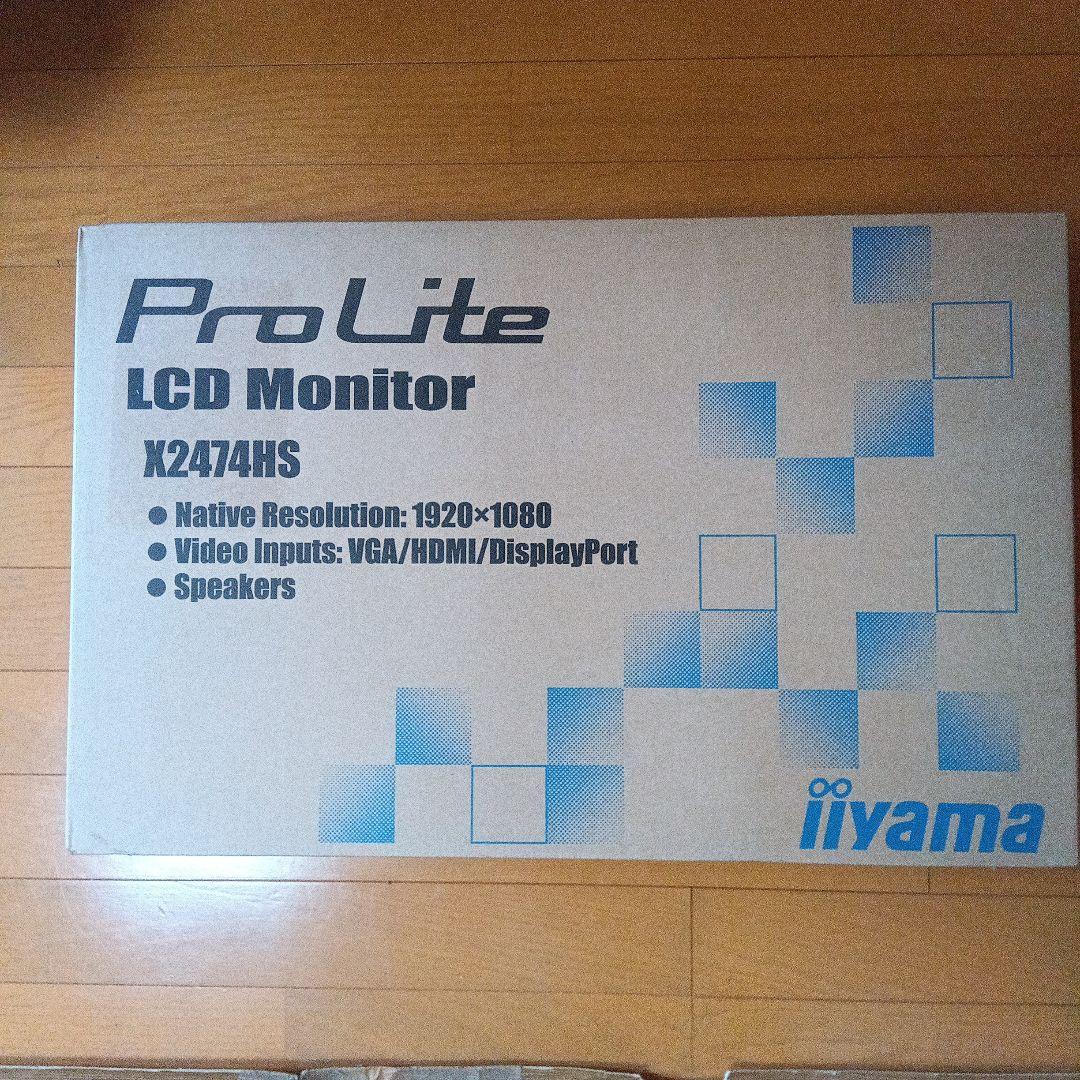 ProLite
LCD Monitor
X2474HS
● Native Resolution: 1920×1080
● Video Inputs: VGA/HDMI/DisplayPort
● Speakers
iiyama